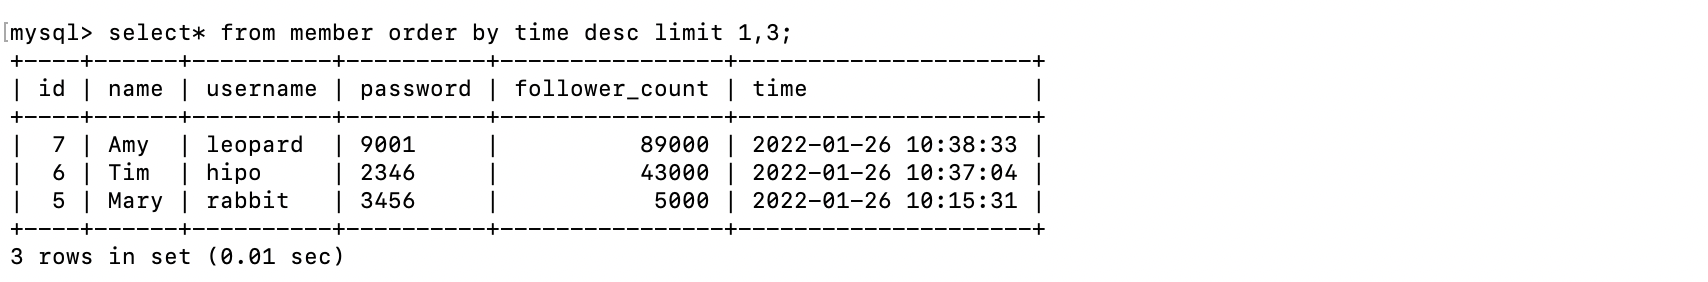 mysql> select* from member order by time desc limit 1,3;
+----+------+----------+----------+----------------+---------------------+
| id | name | username | password | follower_count | time                |
+----+------+----------+----------+----------------+---------------------+
|  7 | Amy  | leopard  | 9001     |          89000 | 2022-01-26 10:38:33 |
|  6 | Tim  | hipo     | 2346     |          43000 | 2022-01-26 10:37:04 |
|  5 | Mary | rabbit   | 3456     |           5000 | 2022-01-26 10:15:31 |
+----+------+----------+----------+----------------+---------------------+
3 rows in set (0.01 sec)